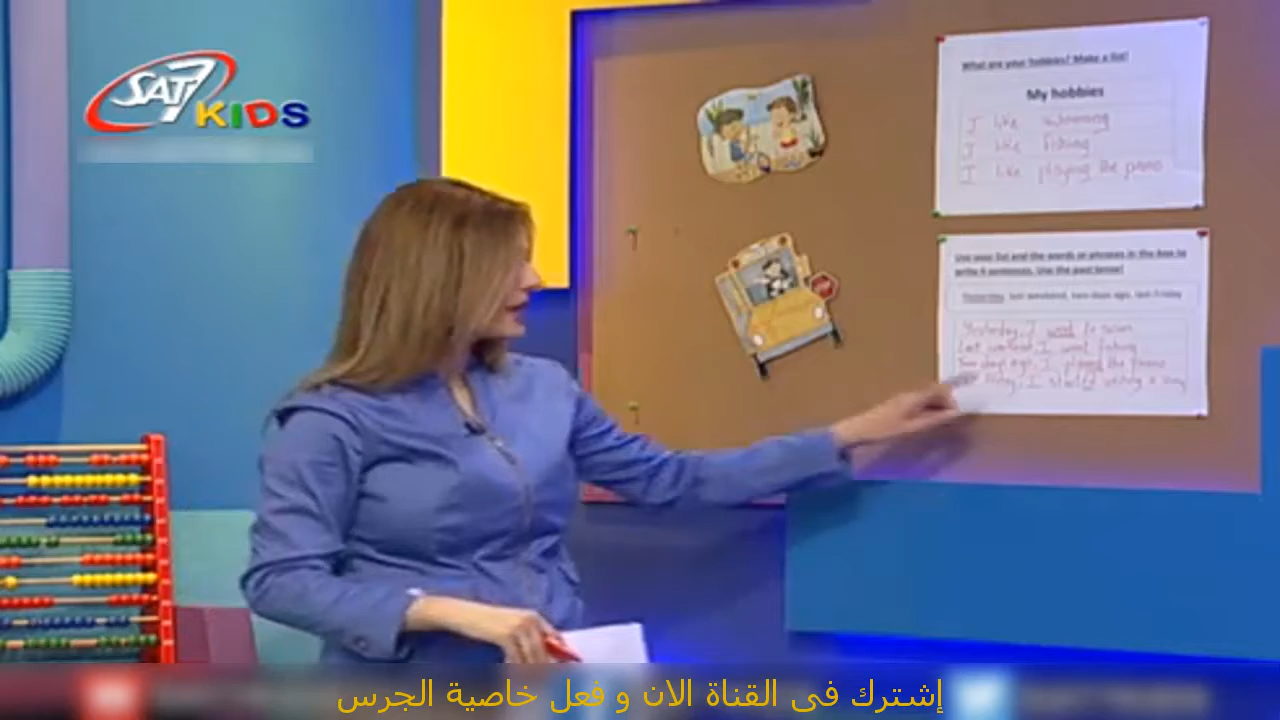 SAT7
KIDS
What are your hobbies? Make a list!
My hobbies
I like swimming
I like fishing
I like playing the piano
Use your list and the words or phrases in the box to
write 4 sentences. Use the past tense!
Yesterday, last weekend, two days ago, last Friday
Yesterday, I went to swim
Last weekend I went fishing
Two days ago, I played the piano
I started writing a song
STOP
إشترك فى القناة الان و فعل خاصية الجرس